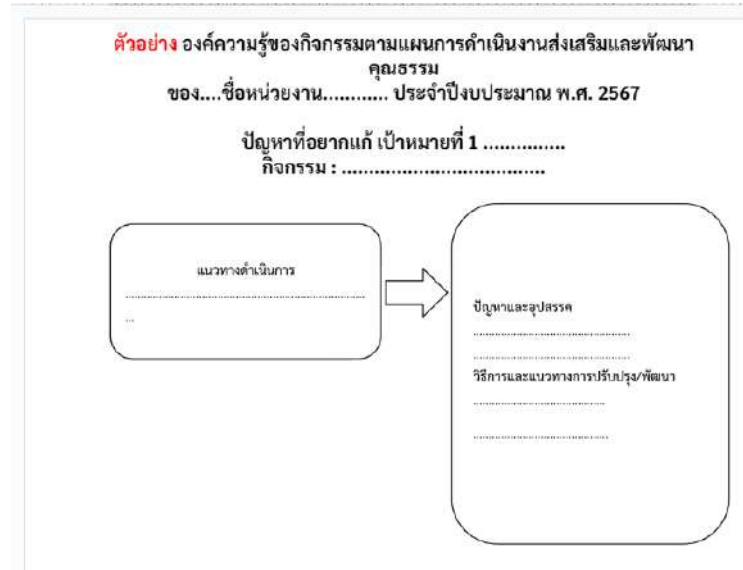 ตัวอย่าง องค์ความรู้ของกิจกรรมตามแผนการดำเนินงานส่งเสริมและพัฒนา
คุณธรรม
ของ....ชื่อหน่วยงาน............ ประจำปีงบประมาณ พ.ศ. 2567
ปัญหาที่อยากแก้ เป้าหมายที่ 1 ...............
กิจกรรม : .....................................
แนวทางดำเนินการ
................................................................................
...
ปัญหาและอุปสรรค
....................................................
....................................................
วิธีการและแนวทางการปรับปรุง/พัฒนา
............................................
.............................................